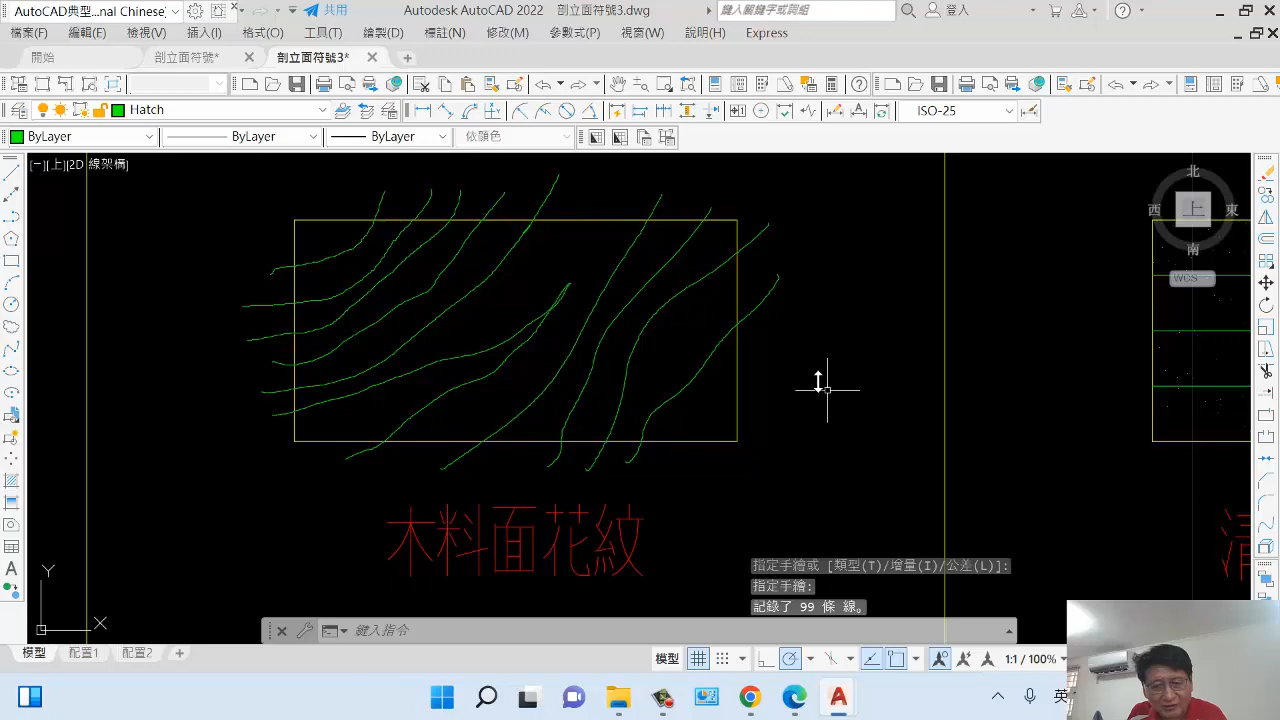 AutoCAD典型...nal Chinese 共用 Autodesk AutoCAD 2022 剖立面符號3.dwg 鍵入關鍵字或片語 登入
檔案(F) 編輯(E) 檢視(V) 插入(I) 格式(O) 工具(T) 繪製(D) 標註(N) 修改(M) 參數式(P) 視窗(W) 說明(H) Express
開始 剖立面符號* 剖立面符號3*
Hatch ISO-25
ByLayer ByLayer ByLayer 依顏色
[−][上][2D 線架構]
北
西 上 東
南
WCS
木料面花紋
清
指定手繪或 [類型(T)/增量(I)/公差(L)]:
指定手繪:
記錄了 99 條 線。
Y
X
鍵入指令
模型 配置1 配置2 模型 1:1 / 100%
英